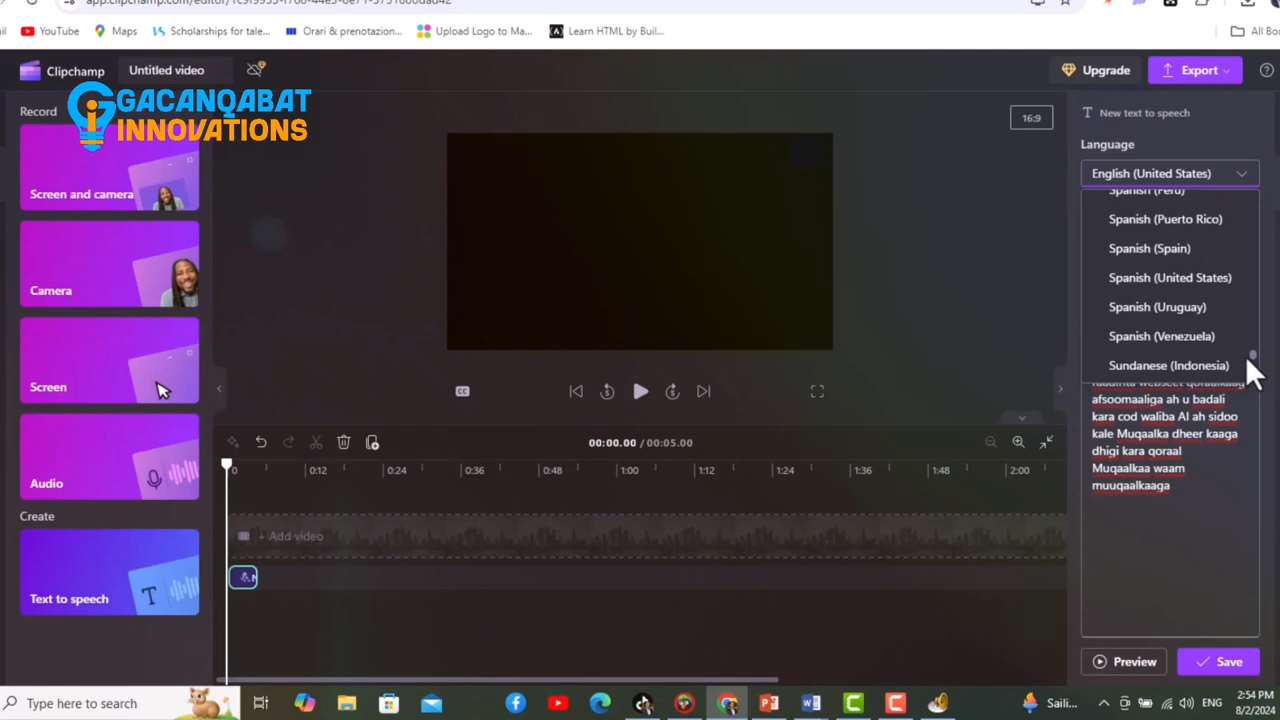 YouTube
Maps
Scholarships for tale...
Orari & prenotazion...
Upload Logo to Ma...
Learn HTML by Buil...
All Boo
Clipchamp
Untitled video
Upgrade
Export
GACANQABAT
INNOVATIONS
Record
Screen and camera
Camera
Screen
Audio
Create
Text to speech
16:9
CC
00:00.00 / 00:05.00
0
0:12
0:24
0:36
0:48
1:00
1:12
1:24
1:36
1:48
2:00
+ Add video
New text to speech
Language
English (United States)
Spanish (Peru)
Spanish (Puerto Rico)
Spanish (Spain)
Spanish (United States)
Spanish (Uruguay)
Spanish (Venezuela)
Sundanese (Indonesia)
afsoomaaliga ah u badali
kara cod waliba AI ah sidoo
kale Muqaalka dheer kaaga
dhigi kara qoraal
Muqaalkaa waam
muuqaalkaaga
Preview
Save
Type here to search
Saili...
ENG
2:54 PM
8/2/2024